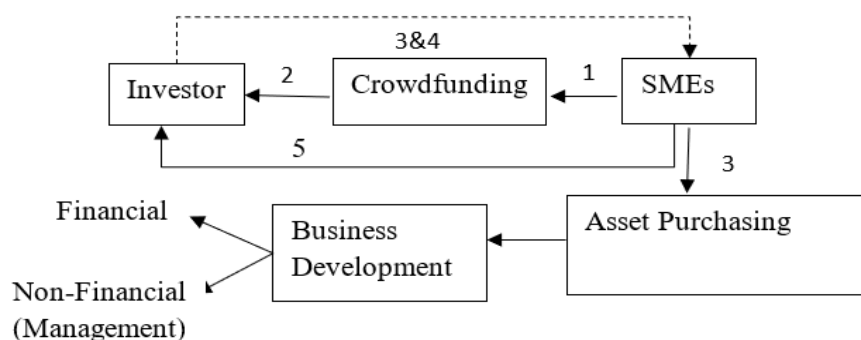 3&4
Investor
2
Crowdfunding
1
SMEs
5
3
Financial
Business
Development
Asset Purchasing
Non-Financial
(Management)